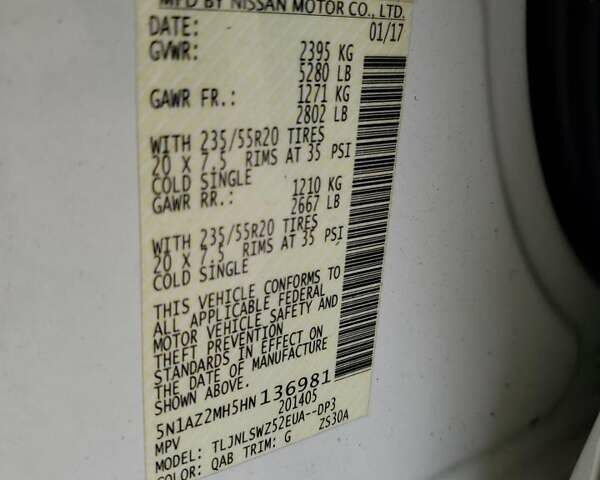 MFD BY NISSAN MOTOR CO., LTD.
DATE: 01/17
GVWR: 2395 KG
5280 LB
GAWR FR.: 1271 KG
2802 LB
WITH 235/55R20 TIRES
20 X 7.5 RIMS AT 35 PSI
COLD SINGLE
GAWR RR.: 1210 KG
2667 LB
WITH 235/55R20 TIRES
20 X 7.5 RIMS AT 35 PSI
COLD SINGLE
THIS VEHICLE CONFORMS TO
ALL APPLICABLE FEDERAL
MOTOR VEHICLE SAFETY AND
THEFT PREVENTION
STANDARDS IN EFFECT ON
THE DATE OF MANUFACTURE
SHOWN ABOVE.
5N1AZ2MH5HN136981
MPV 201405
MODEL: TLJNLSWZ52EUA--DP3
COLOR: QAB TRIM: G ZS30A